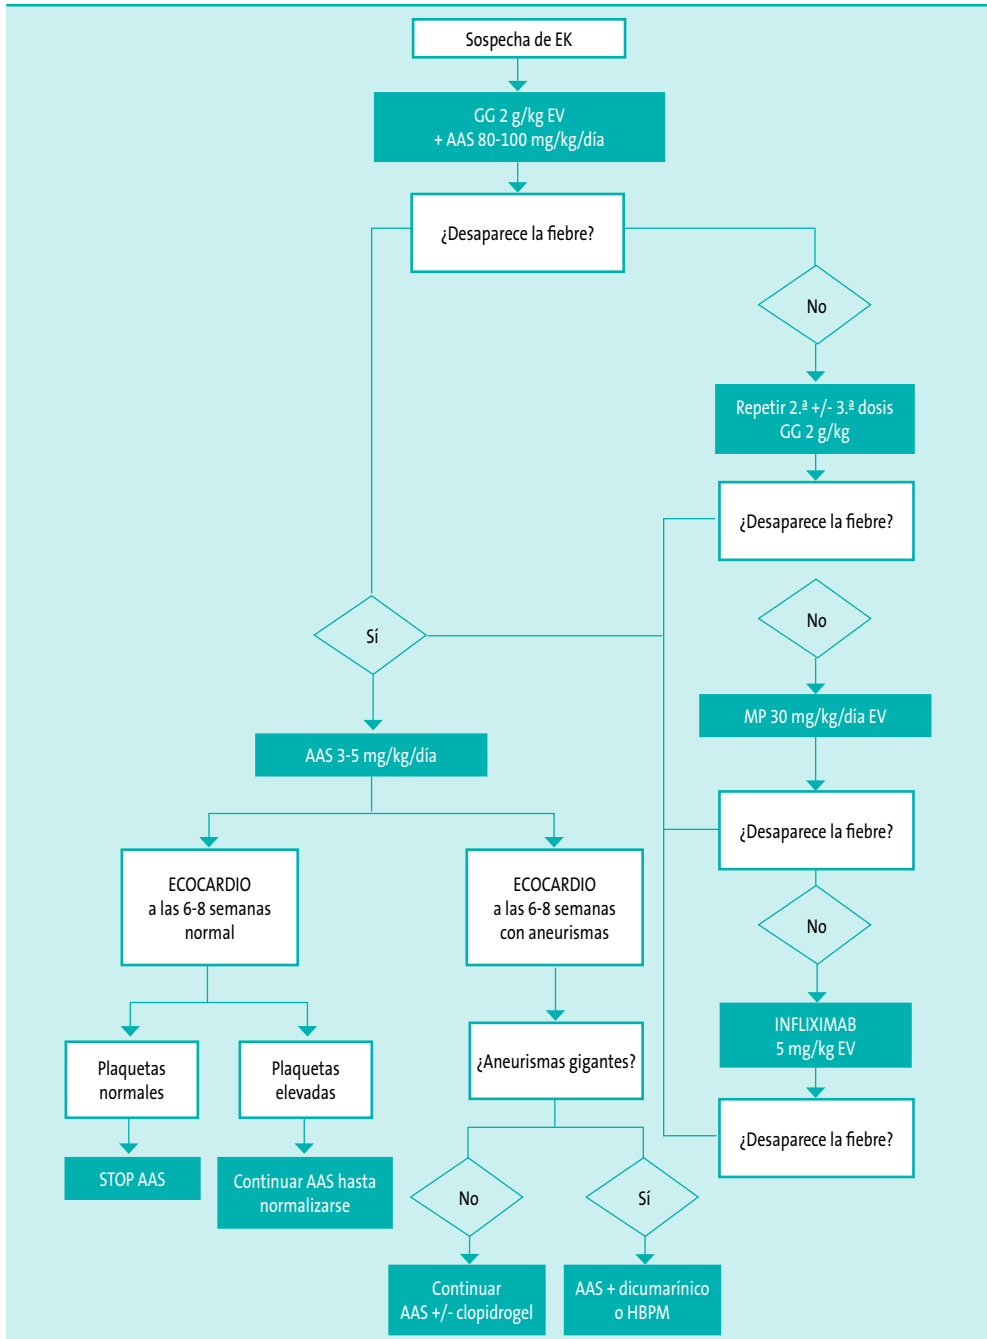 Sospecha de EK
GG 2 g/kg EV
+ AAS 80-100 mg/kg/día
¿Desaparece la fiebre?
No
Repetir 2.ª +/- 3.ª dosis
GG 2 g/kg
¿Desaparece la fiebre?
No
Sí
MP 30 mg/kg/día EV
AAS 3-5 mg/kg/día
¿Desaparece la fiebre?
ECOCARDIO
a las 6-8 semanas
normal
ECOCARDIO
a las 6-8 semanas
con aneurismas
No
INFLIXIMAB
5 mg/kg EV
Plaquetas
normales
Plaquetas
elevadas
¿Aneurismas gigantes?
¿Desaparece la fiebre?
STOP AAS
Continuar AAS hasta
normalizarse
No
Sí
Continuar
AAS +/- clopidrogel
AAS + dicumarínico
o HBPM